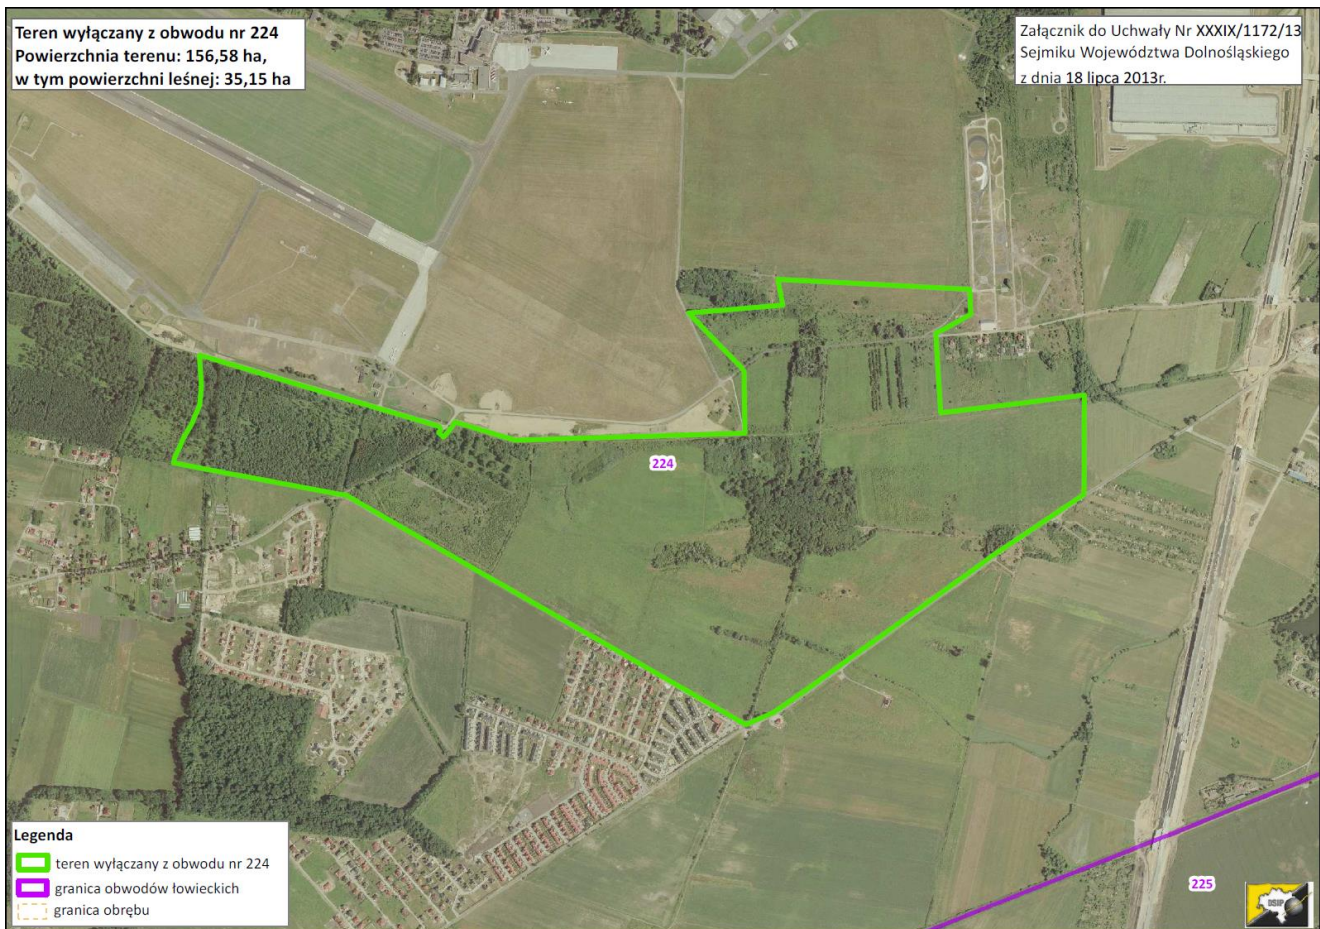 Teren wyłączany z obwodu nr 224
Powierzchnia terenu: 156,58 ha,
w tym powierzchni leśnej: 35,15 ha
Załącznik do Uchwały Nr XXXIX/1172/13
Sejmiku Województwa Dolnośląskiego
z dnia 18 lipca 2013r.
224
Legenda
teren wyłączany z obwodu nr 224
granica obwodów łowieckich
granica obrębu
225
DSIP